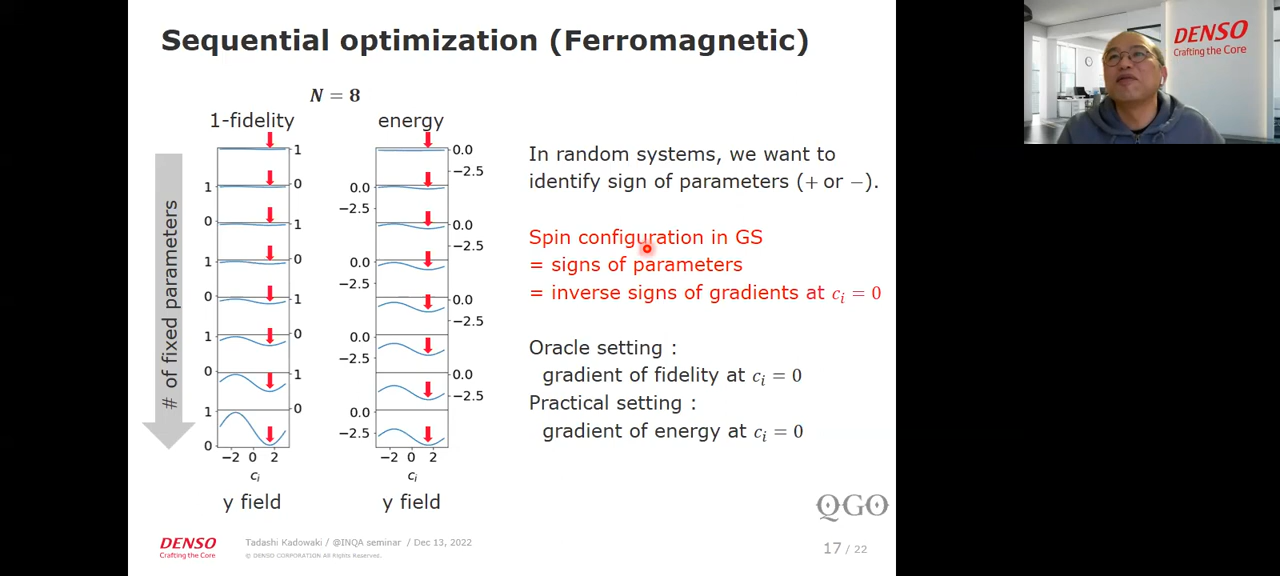 Sequential optimization (Ferromagnetic)
N = 8
1-fidelity
energy
# of fixed parameters
1
0
1
0
1
0
1
0
1
0
1
0
1
0
1
0
−2 0 2
c_i
y field
0.0
−2.5
0.0
−2.5
0.0
−2.5
0.0
−2.5
0.0
−2.5
0.0
−2.5
0.0
−2.5
0.0
−2.5
−2 0 2
c_i
y field
In random systems, we want to
identify sign of parameters (+ or −).
Spin configuration in GS
= signs of parameters
= inverse signs of gradients at c_i = 0
Oracle setting :
gradient of fidelity at c_i = 0
Practical setting :
gradient of energy at c_i = 0
QGO
DENSO
Crafting the Core
Tadashi Kadowaki / @INQA seminar / Dec 13, 2022
© DENSO CORPORATION All Rights Reserved.
17 / 22
DENSO
Crafting the Core